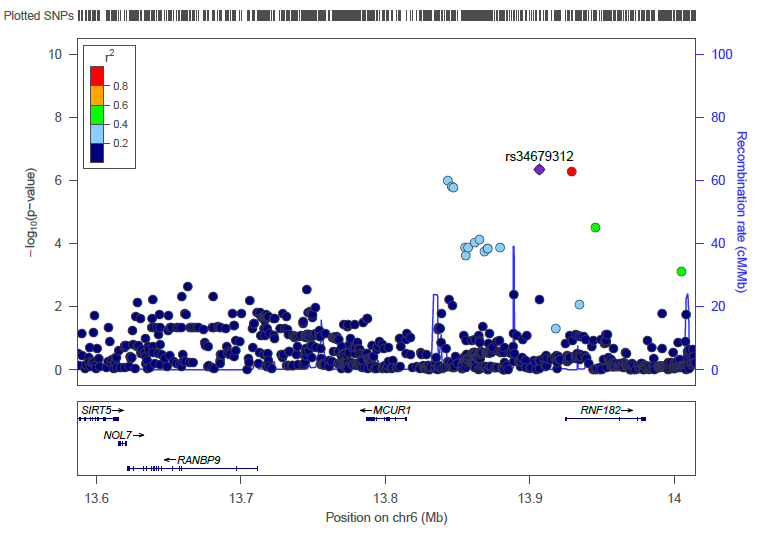 Plotted SNPs
r2
0.8
0.6
0.4
0.2
rs34679312
10
8
6
4
2
0
−log10(p−value)
100
80
60
40
20
0
Recombination rate (cM/Mb)
SIRT5→
NOL7→
←RANBP9
←MCUR1
RNF182→
13.6 13.7 13.8 13.9 14
Position on chr6 (Mb)